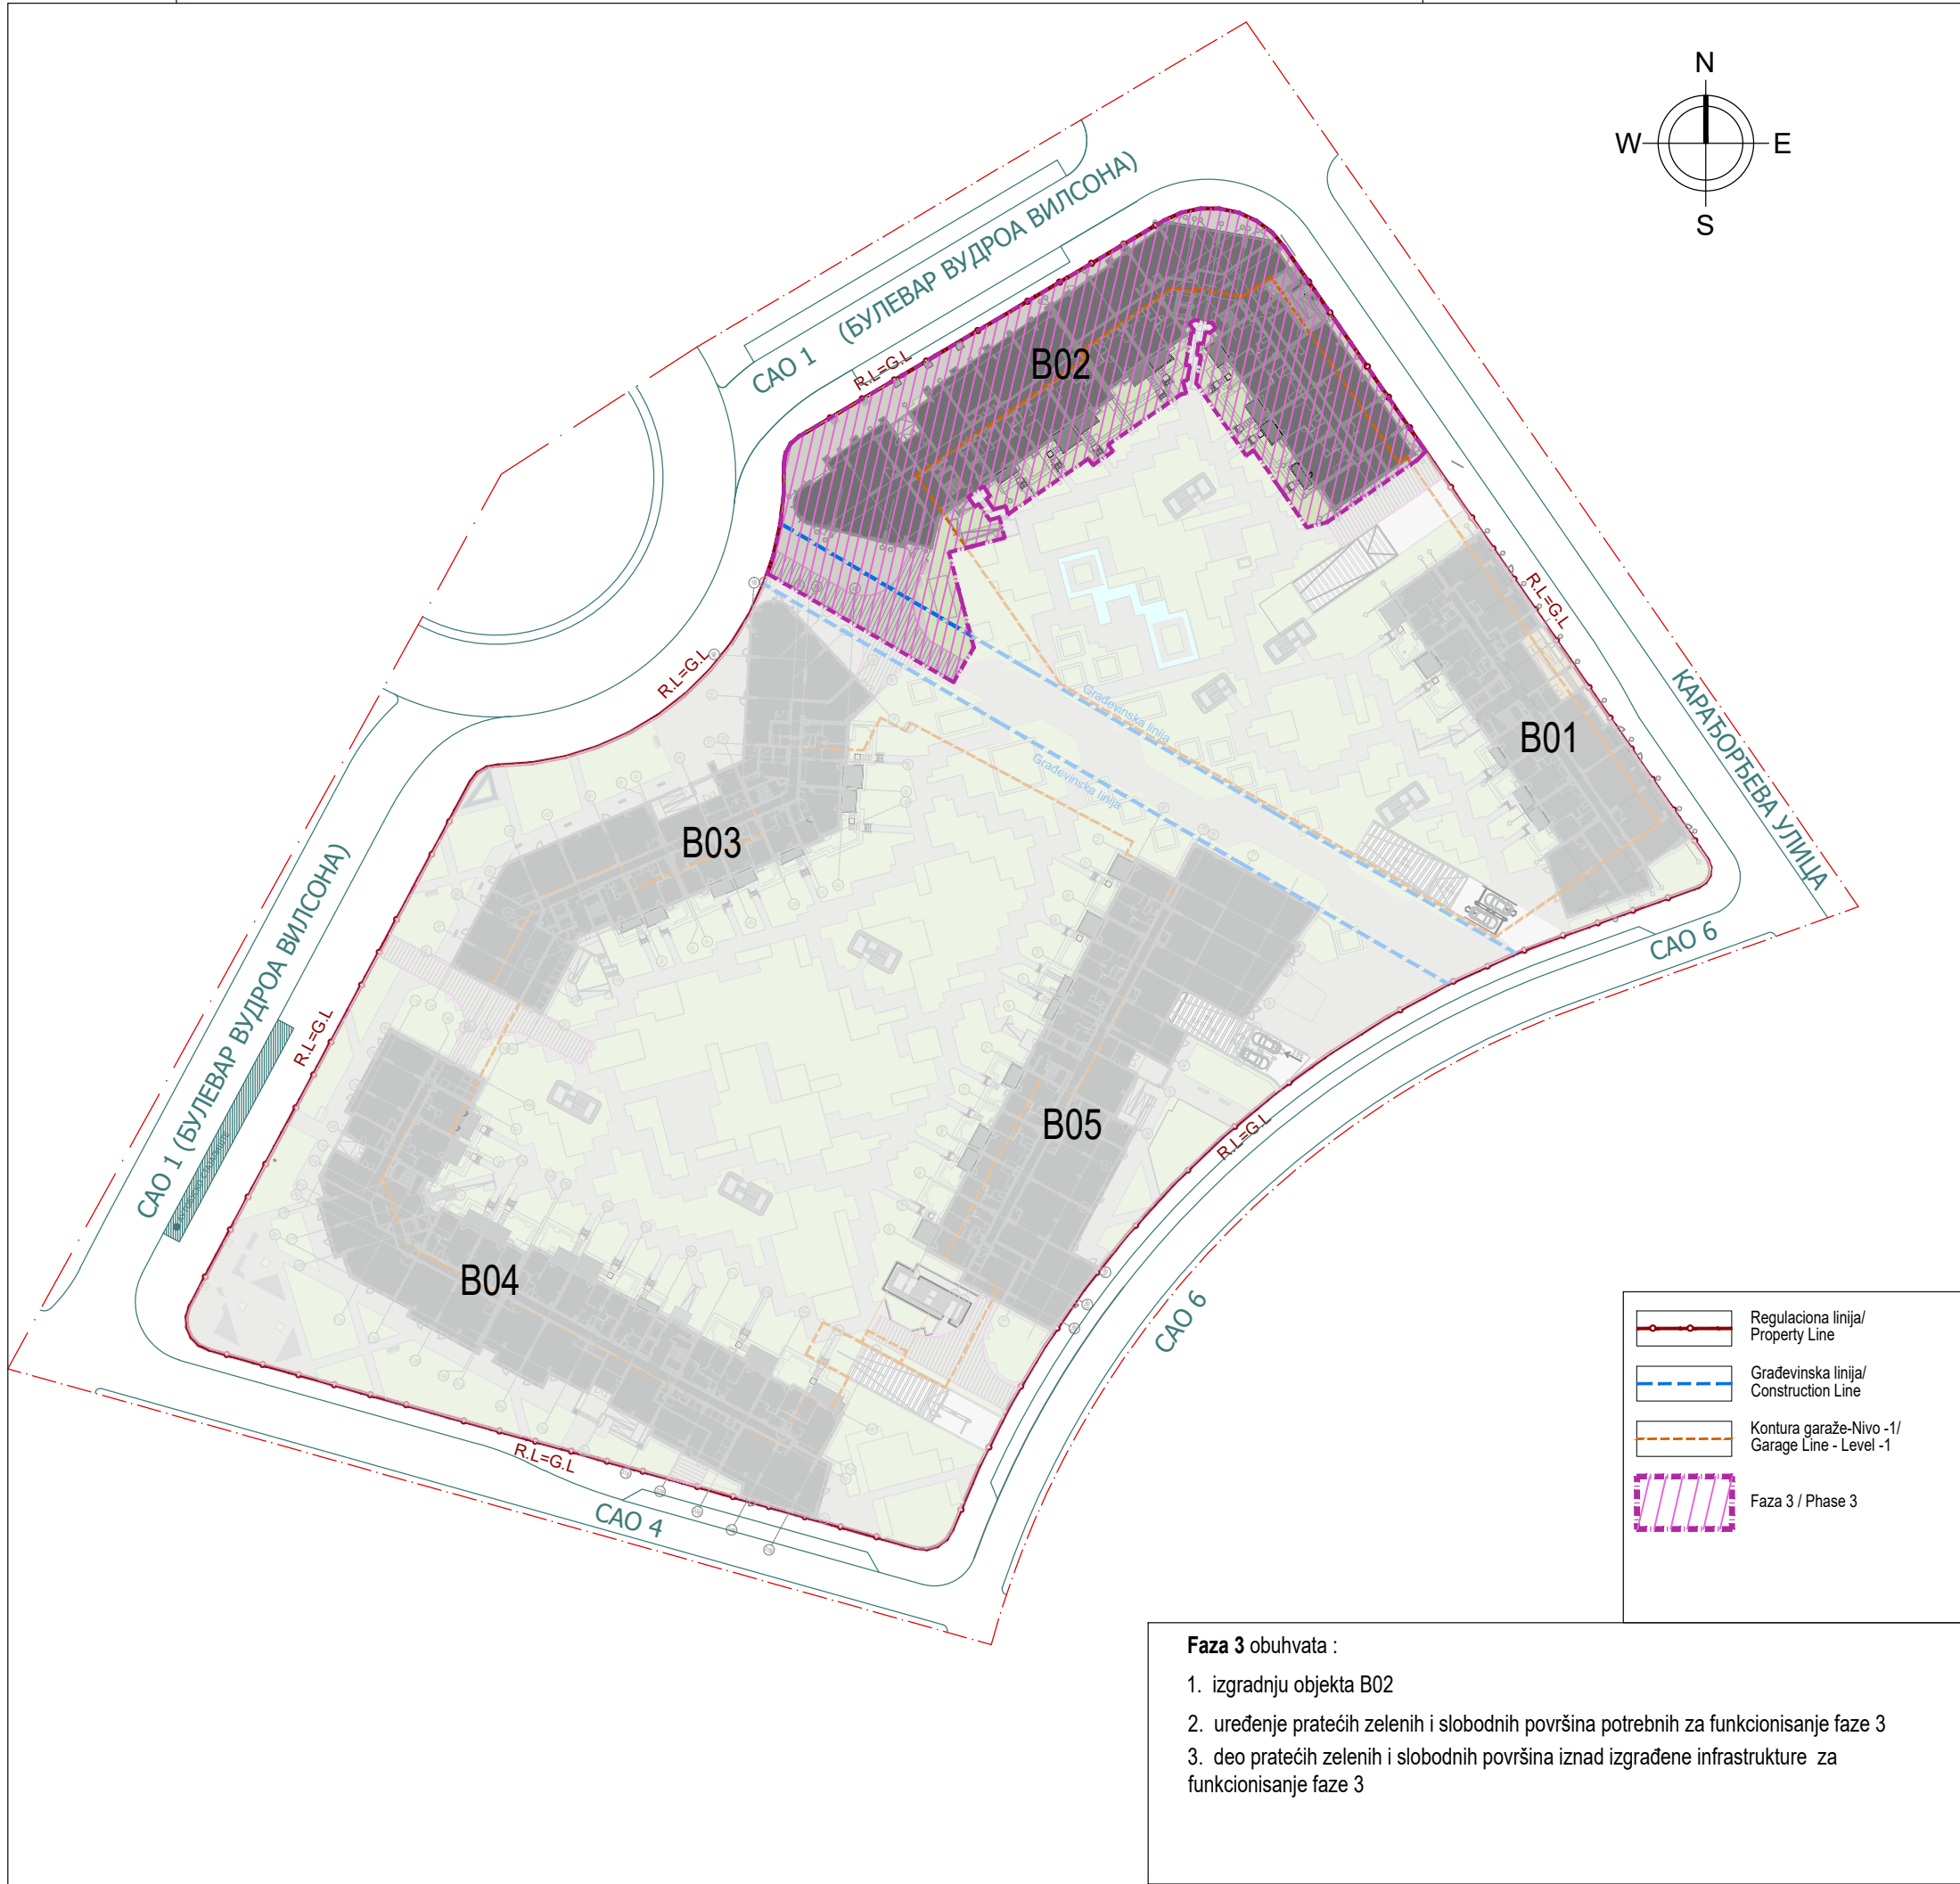 N
W
E
S
САО 1 (БУЛЕВАР ВУДРОА ВИЛСОНА)
R.L=G.L
B02
R.L=G.L
КАРАЂОРЂЕВА УЛИЦА
R.L=G.L
Građevinska linija
Građevinska linija
B01
B03
САО 1 (БУЛЕВАР ВУДРОА ВИЛСОНА)
R.L=G.L
САО 6
B05
R.L=G.L
B04
САО 6
R.L=G.L
САО 4
Regulaciona linija/
Property Line
Građevinska linija/
Construction Line
Kontura garaže-Nivo -1/
Garage Line - Level -1
Faza 3 / Phase 3
Faza 3 obuhvata :
1. izgradnju objekta B02
2. uređenje pratećih zelenih i slobodnih površina potrebnih za funkcionisanje faze 3
3. deo pratećih zelenih i slobodnih površina iznad izgrađene infrastrukture za
funkcionisanje faze 3